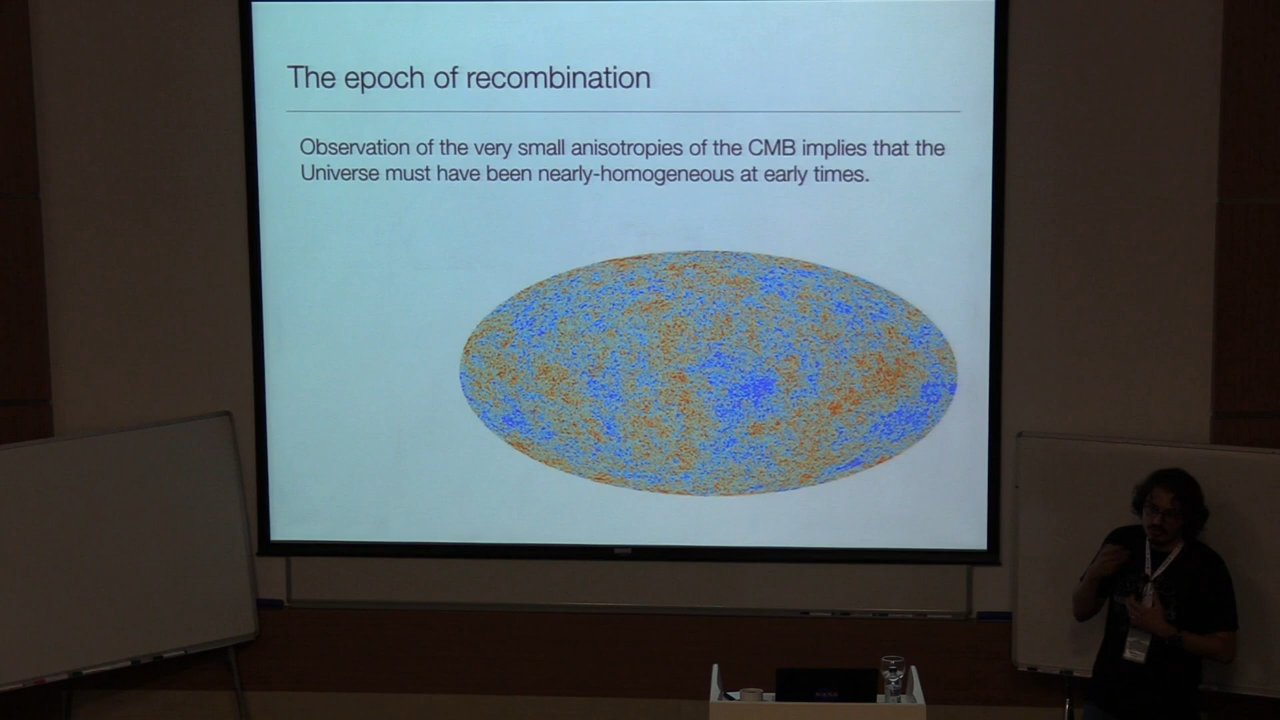 The epoch of recombination
Observation of the very small anisotropies of the CMB implies that the
Universe must have been nearly-homogeneous at early times.